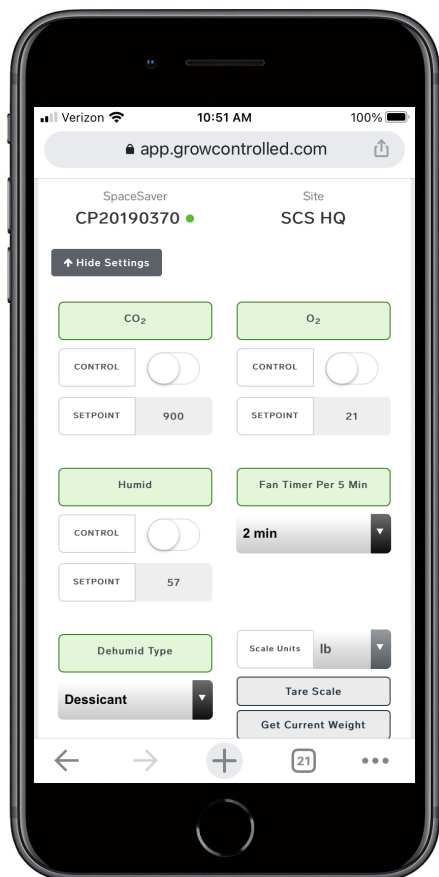 Verizon 10:51 AM 100%
app.growcontrolled.com
SpaceSaver Site
CP20190370 SCS HQ
↑ Hide Settings
CO₂ O₂
CONTROL CONTROL
SETPOINT 900 SETPOINT 21
Humid Fan Timer Per 5 Min
CONTROL 2 min
SETPOINT 57
Dehumid Type Scale Units lb
Dessicant Tare Scale
Get Current Weight
21